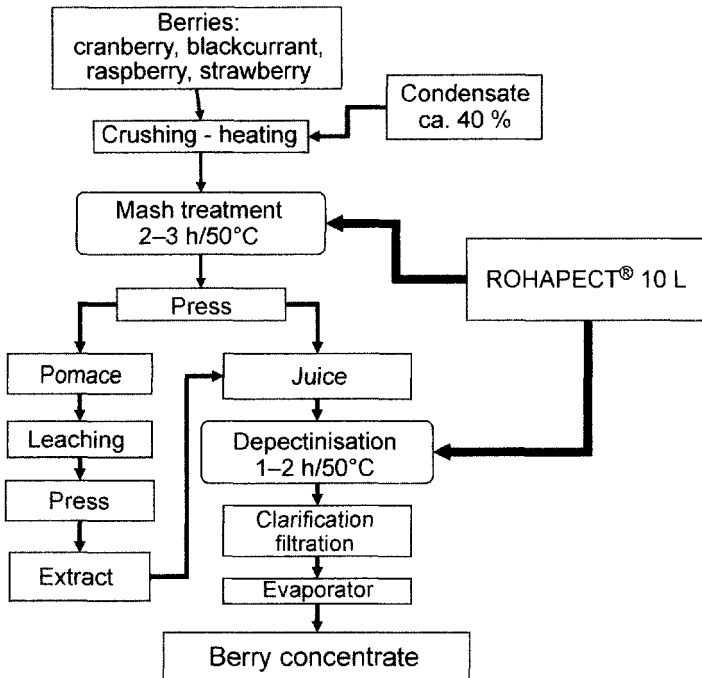 Berries:
cranberry, blackcurrant,
raspberry, strawberry
Condensate
ca. 40 %
Crushing - heating
Mash treatment
2–3 h/50°C
ROHAPECT® 10 L
Press
Pomace
Juice
Leaching
Depectinisation
1–2 h/50°C
Press
Clarification
filtration
Extract
Evaporator
Berry concentrate